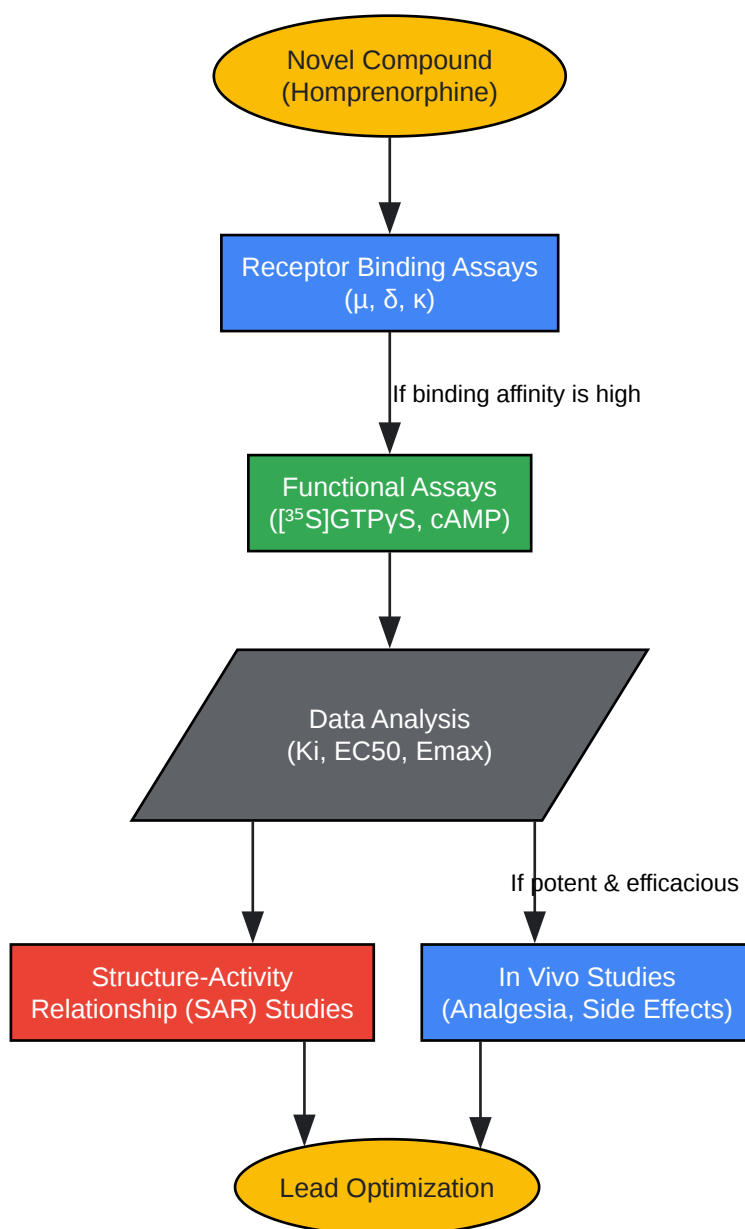 Novel Compound
(Homprenorphine)
Receptor Binding Assays
(μ, δ, κ)
If binding affinity is high
Functional Assays
([³⁵S]GTPγS, cAMP)
Data Analysis
(Ki, EC50, Emax)
If potent & efficacious
Structure-Activity
Relationship (SAR) Studies
In Vivo Studies
(Analgesia, Side Effects)
Lead Optimization